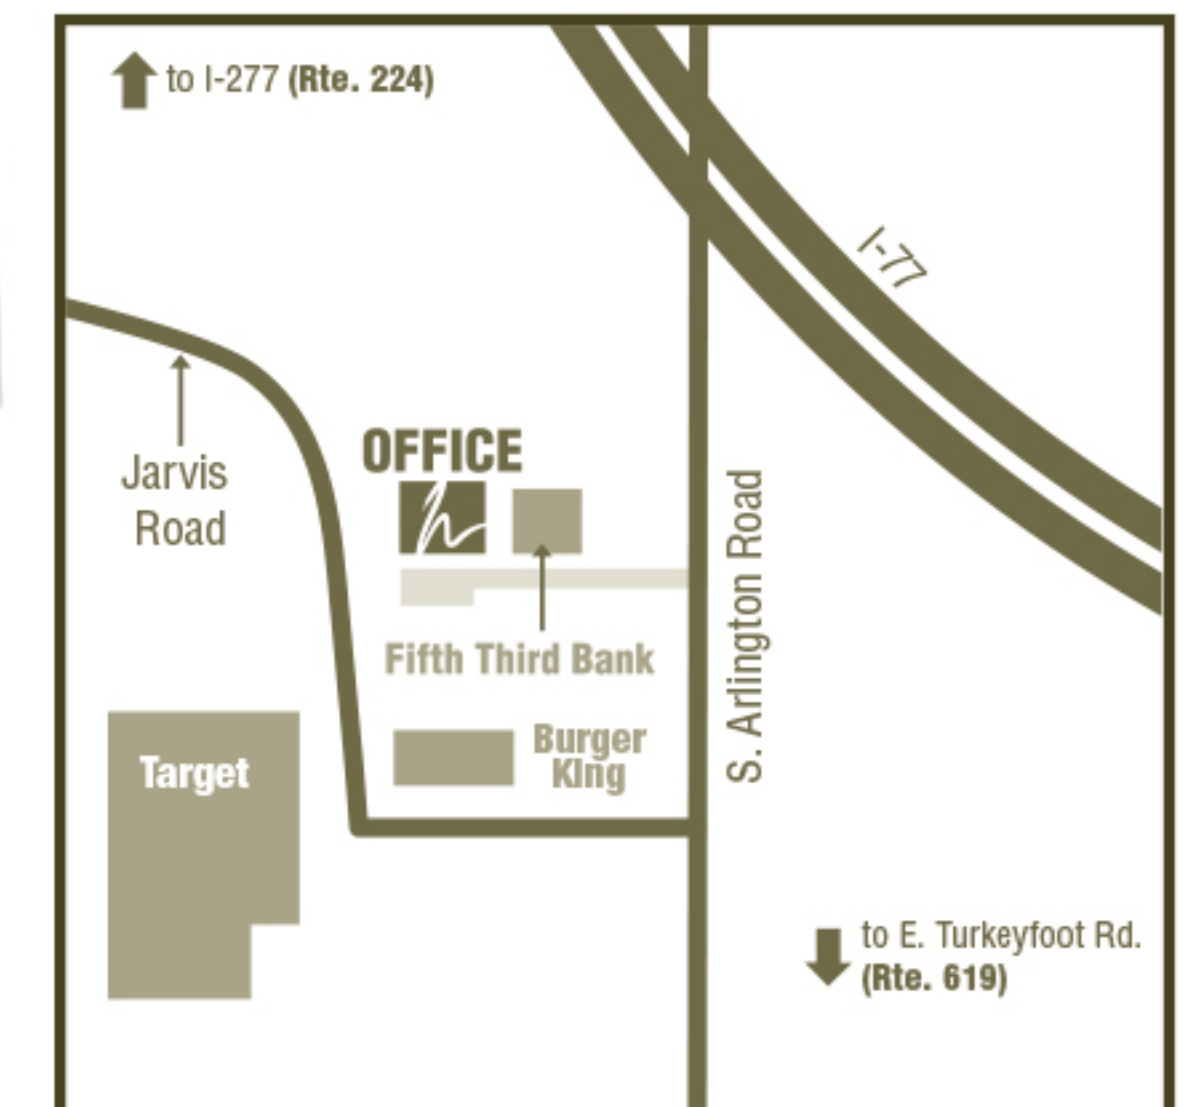 to I-277 (Rte. 224)
I-77
Jarvis
Road
OFFICE
S. Arlington Road
Fifth Third Bank
Burger
KIng
Target
to E. Turkeyfoot Rd.
(Rte. 619)